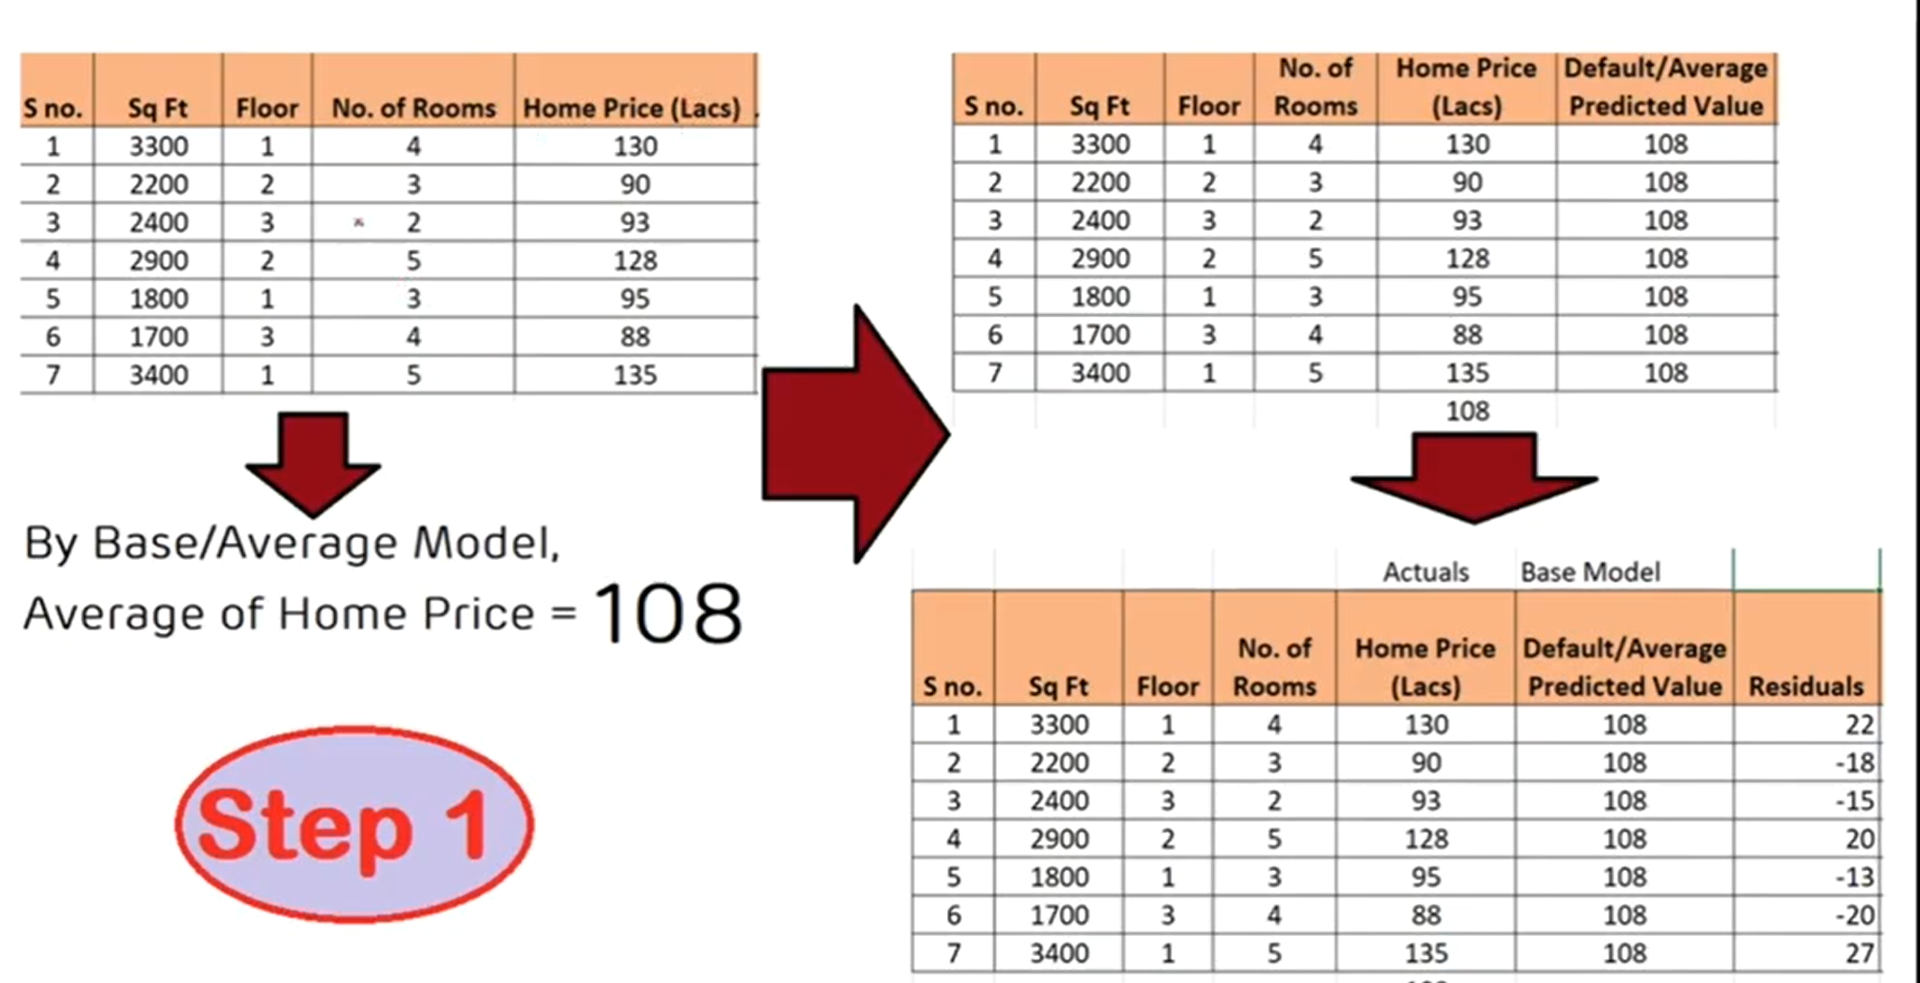 S no. Sq Ft Floor No. of Rooms Home Price (Lacs)
1 3300 1 4 130
2 2200 2 3 90
3 2400 3 2 93
4 2900 2 5 128
5 1800 1 3 95
6 1700 3 4 88
7 3400 1 5 135
By Base/Average Model,
Average of Home Price = 108
Step 1
No. of Home Price Default/Average
S no. Sq Ft Floor Rooms (Lacs) Predicted Value
1 3300 1 4 130 108
2 2200 2 3 90 108
3 2400 3 2 93 108
4 2900 2 5 128 108
5 1800 1 3 95 108
6 1700 3 4 88 108
7 3400 1 5 135 108
108
Actuals Base Model
No. of Home Price Default/Average
S no. Sq Ft Floor Rooms (Lacs) Predicted Value Residuals
1 3300 1 4 130 108 22
2 2200 2 3 90 108 -18
3 2400 3 2 93 108 -15
4 2900 2 5 128 108 20
5 1800 1 3 95 108 -13
6 1700 3 4 88 108 -20
7 3400 1 5 135 108 27